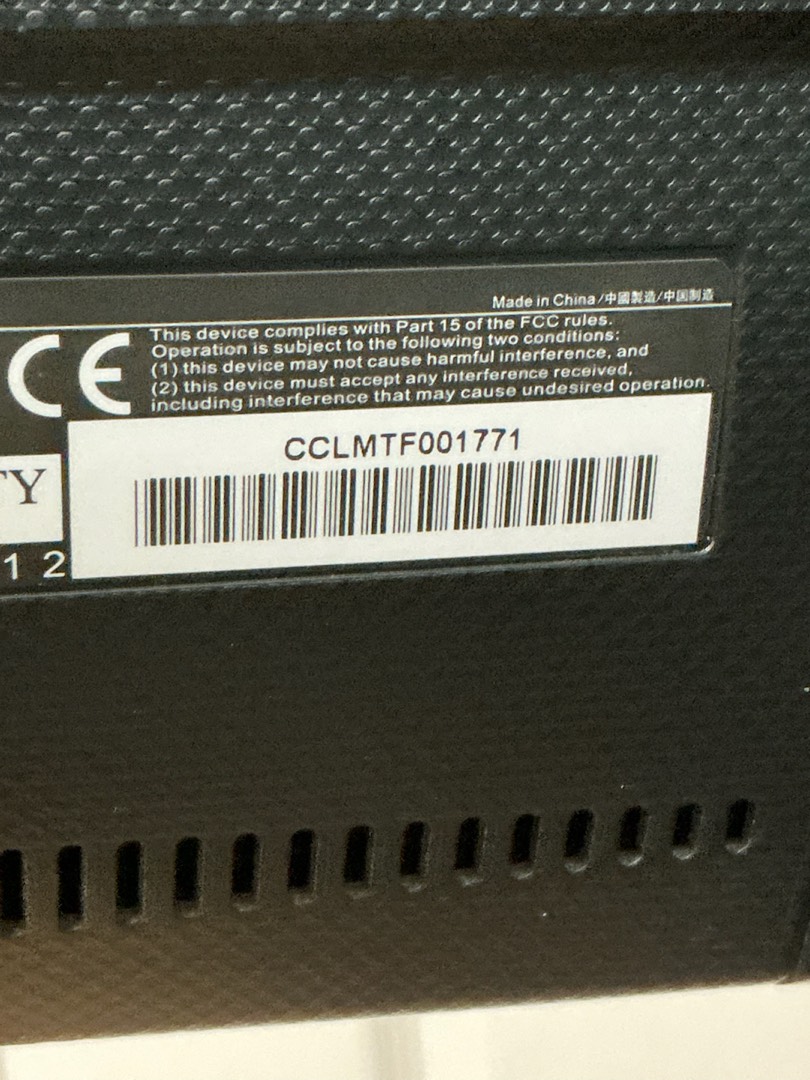 Made in China/中國製造/中国制造
CE
This device complies with Part 15 of the FCC rules.
Operation is subject to the following two conditions:
(1) this device may not cause harmful interference, and
(2) this device must accept any interference received,
including interference that may cause undesired operation.
CCLMTF001771
TY
1 2